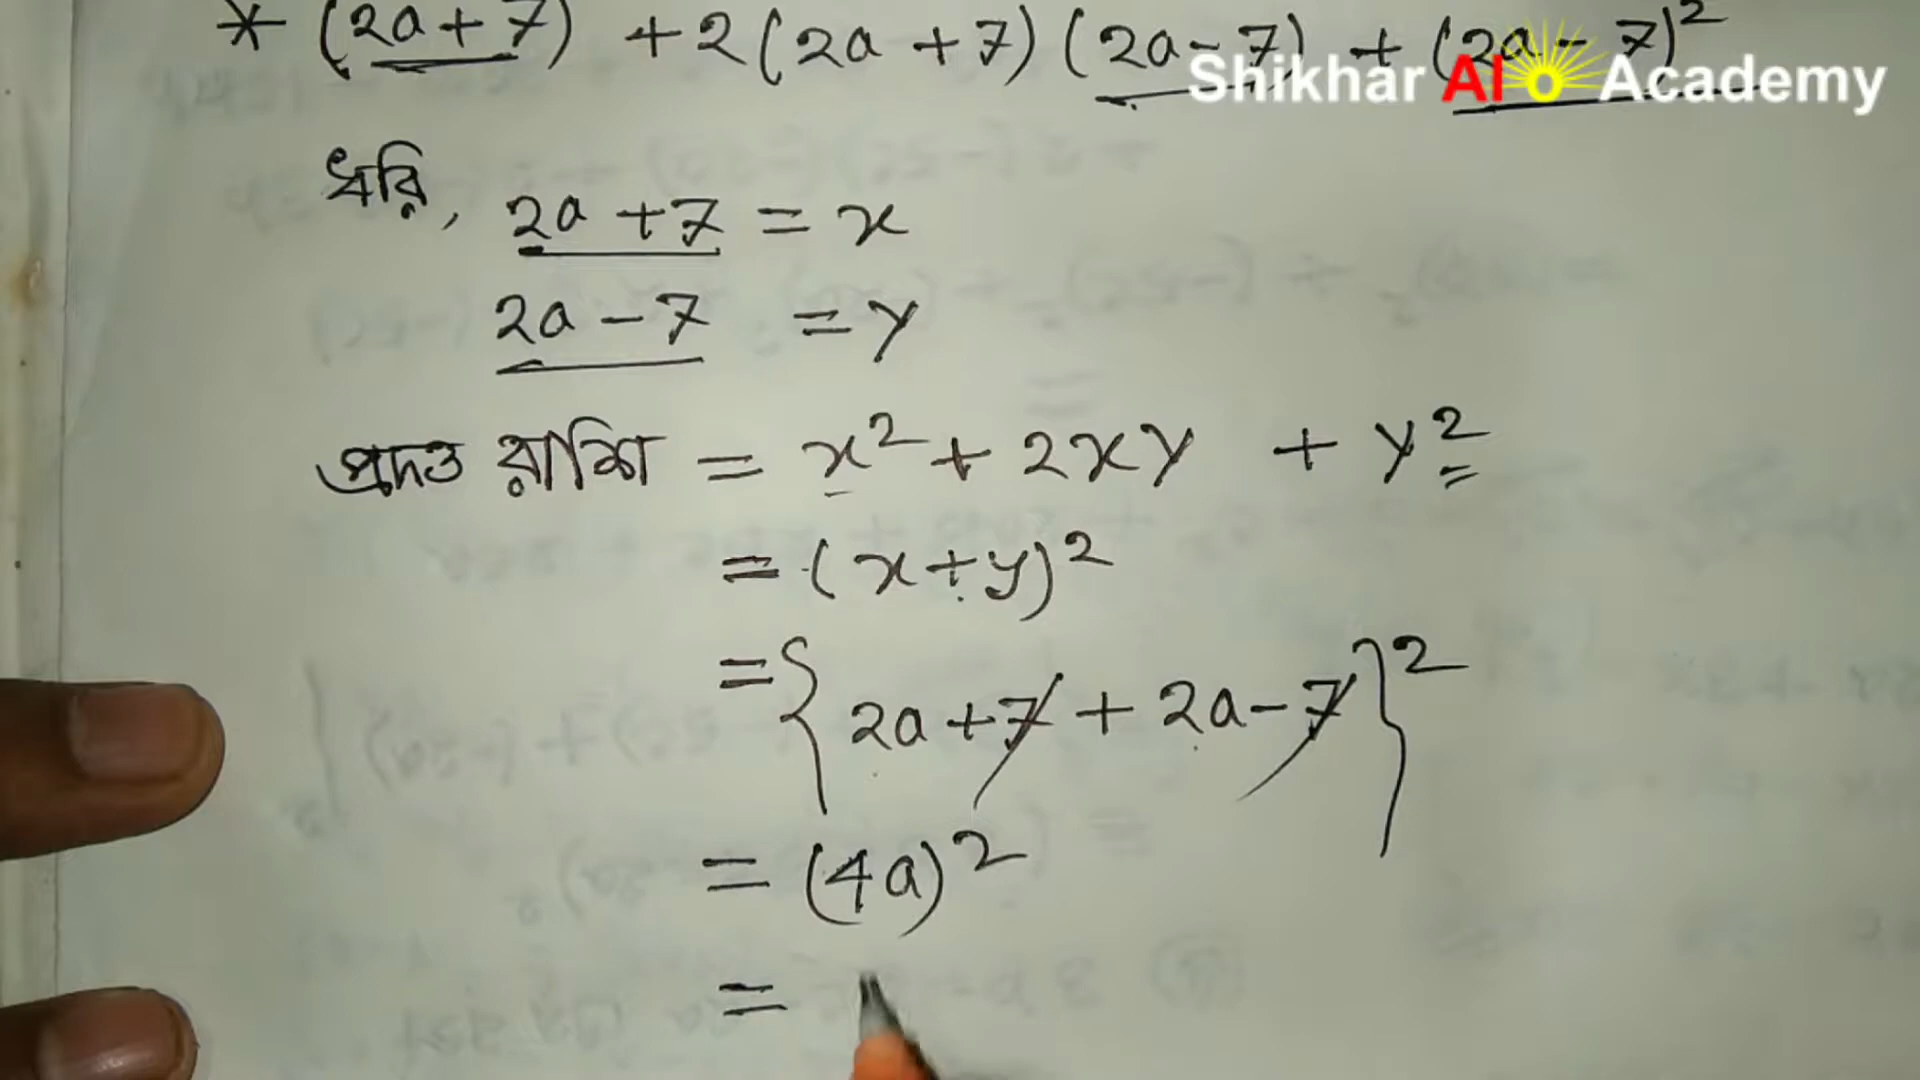 * (2a+7) + 2(2a+7)(2a-7) + (2a-7)²
Shikhar Alo Academy
ধরি, 2a+7 = x
2a-7 = y
প্রদত্ত রাশি = x² + 2xy + y²
= (x+y)²
= {2a+7+2a-7}²
= (4a)²
=